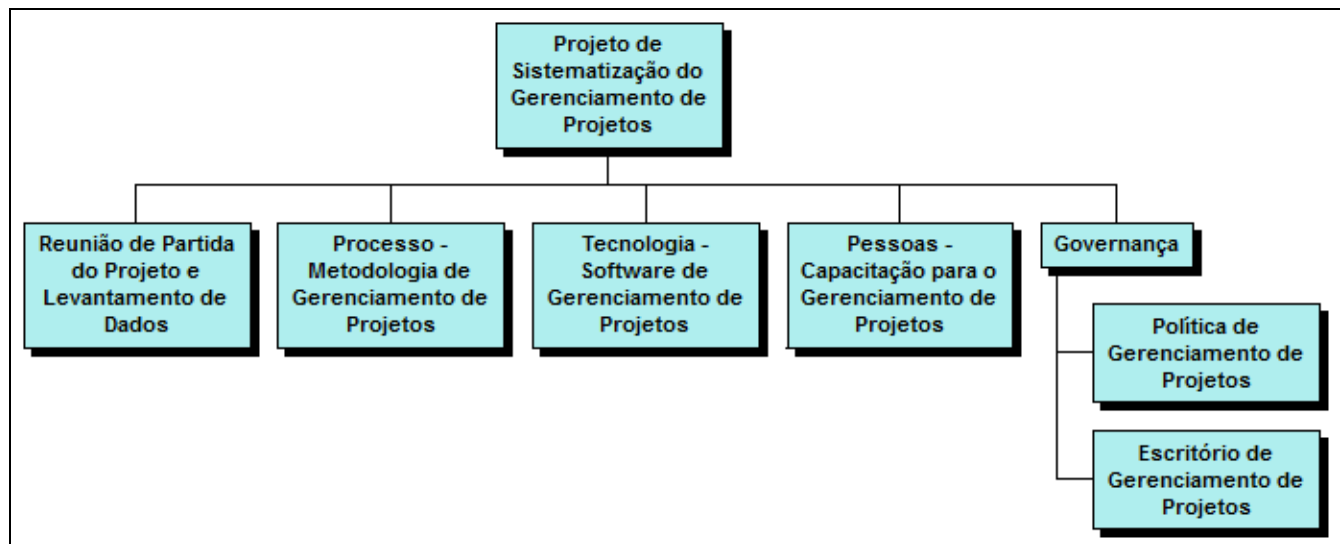 Projeto de
Sistematização do
Gerenciamento de
Projetos
Reunião de Partida
do Projeto e
Levantamento de
Dados
Processo -
Metodologia de
Gerenciamento de
Projetos
Tecnologia -
Software de
Gerenciamento de
Projetos
Pessoas -
Capacitação para o
Gerenciamento de
Projetos
Governança
Política de
Gerenciamento de
Projetos
Escritório de
Gerenciamento de
Projetos